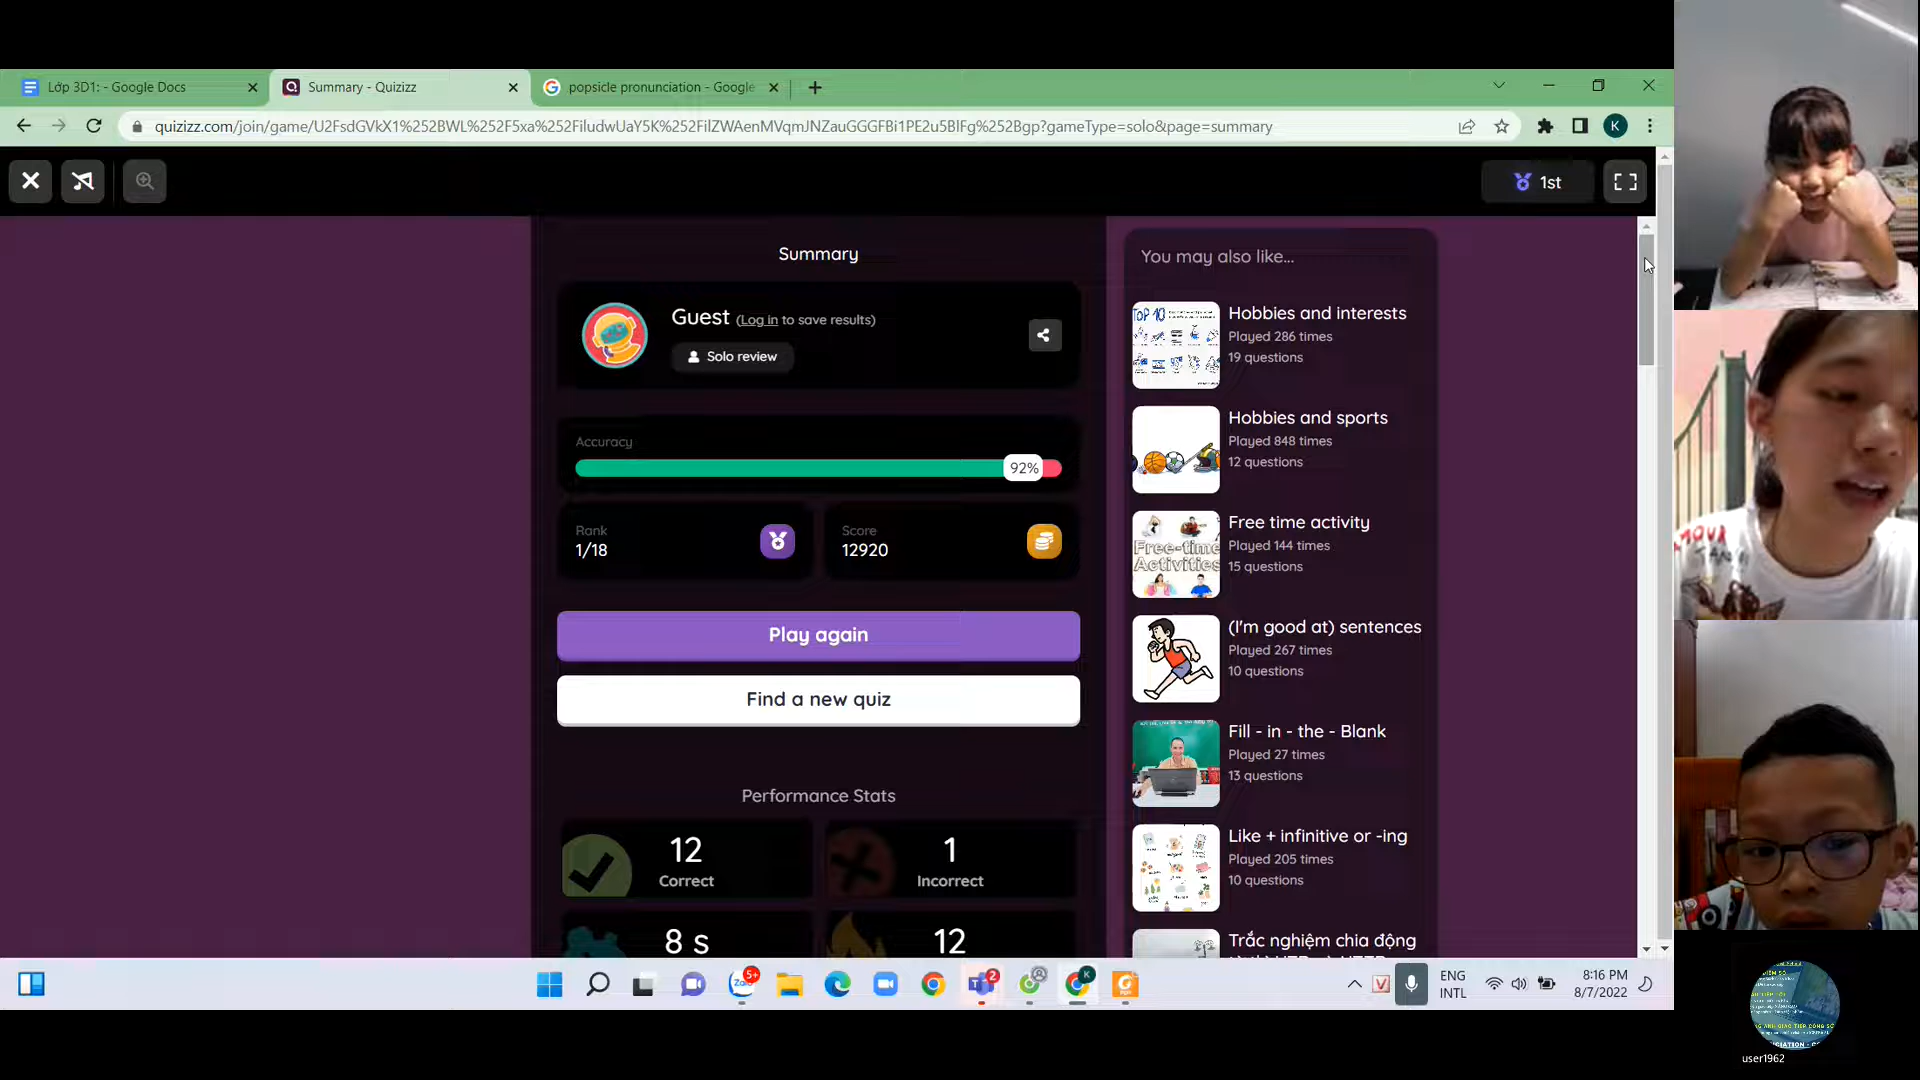 Lớp 3D1: - Google Docs
Summary - Quizizz
popsicle pronunciation - Google
quizizz.com/join/game/U2FsdGVkX1%252BWL%252F5xa%252FiludwUaY5K%252FilZWAenMVqmJNZauGGGFBi1PE2u5BlFg%252Bgp?gameType=solo&page=summary
K
1st
Summary
Guest (Log in to save results)
Solo review
Accuracy
92%
Rank
1/18
Score
12920
Play again
Find a new quiz
Performance Stats
12
Correct
1
Incorrect
8 s
12
You may also like...
Hobbies and interests
Played 286 times
19 questions
Hobbies and sports
Played 848 times
12 questions
Free-time
Activities
Free time activity
Played 144 times
15 questions
(I'm good at) sentences
Played 267 times
10 questions
Fill - in - the - Blank
Played 27 times
13 questions
Like + infinitive or -ing
Played 205 times
10 questions
Trắc nghiệm chia động
5+
2
K
ENG
INTL
8:16 PM
8/7/2022
user1962